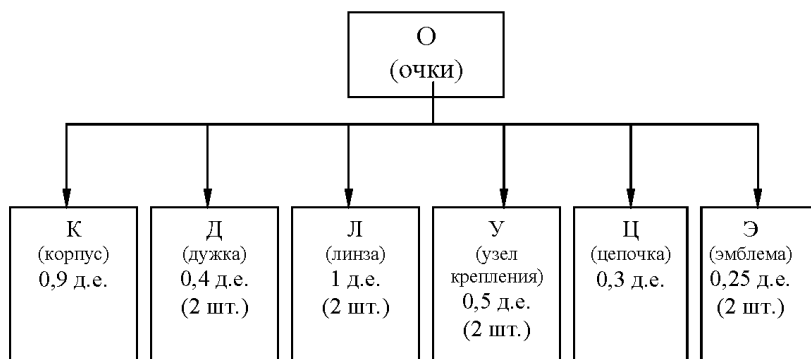 О
(очки)
К
(корпус)
0,9 д.е.
Д
(дужка)
0,4 д.е.
(2 шт.)
Л
(линза)
1 д.е.
(2 шт.)
У
(узел
крепления)
0,5 д.е.
(2 шт.)
Ц
(цепочка)
0,3 д.е.
Э
(эмблема)
0,25 д.е.
(2 шт.)